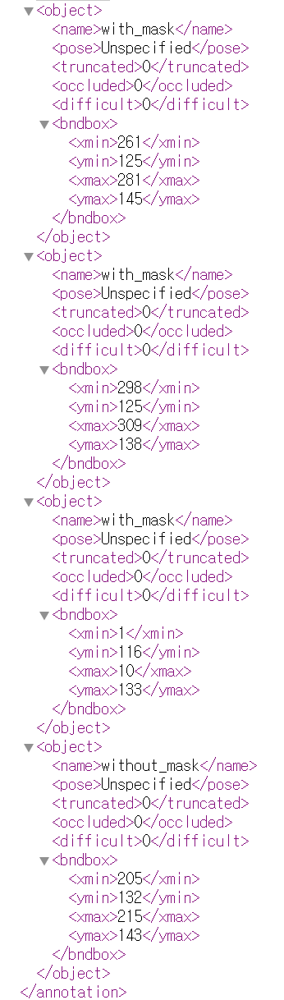 <object>
<name>with_mask</name>
<pose>Unspecified</pose>
<truncated>0</truncated>
<occluded>0</occluded>
<difficult>0</difficult>
<bndbox>
<xmin>261</xmin>
<ymin>125</ymin>
<xmax>281</xmax>
<ymax>145</ymax>
</bndbox>
</object>
<object>
<name>with_mask</name>
<pose>Unspecified</pose>
<truncated>0</truncated>
<occluded>0</occluded>
<difficult>0</difficult>
<bndbox>
<xmin>298</xmin>
<ymin>125</ymin>
<xmax>309</xmax>
<ymax>138</ymax>
</bndbox>
</object>
<object>
<name>with_mask</name>
<pose>Unspecified</pose>
<truncated>0</truncated>
<occluded>0</occluded>
<difficult>0</difficult>
<bndbox>
<xmin>1</xmin>
<ymin>116</ymin>
<xmax>10</xmax>
<ymax>133</ymax>
</bndbox>
</object>
<object>
<name>without_mask</name>
<pose>Unspecified</pose>
<truncated>0</truncated>
<occluded>0</occluded>
<difficult>0</difficult>
<bndbox>
<xmin>205</xmin>
<ymin>132</ymin>
<xmax>215</xmax>
<ymax>143</ymax>
</bndbox>
</object>
</annotation>